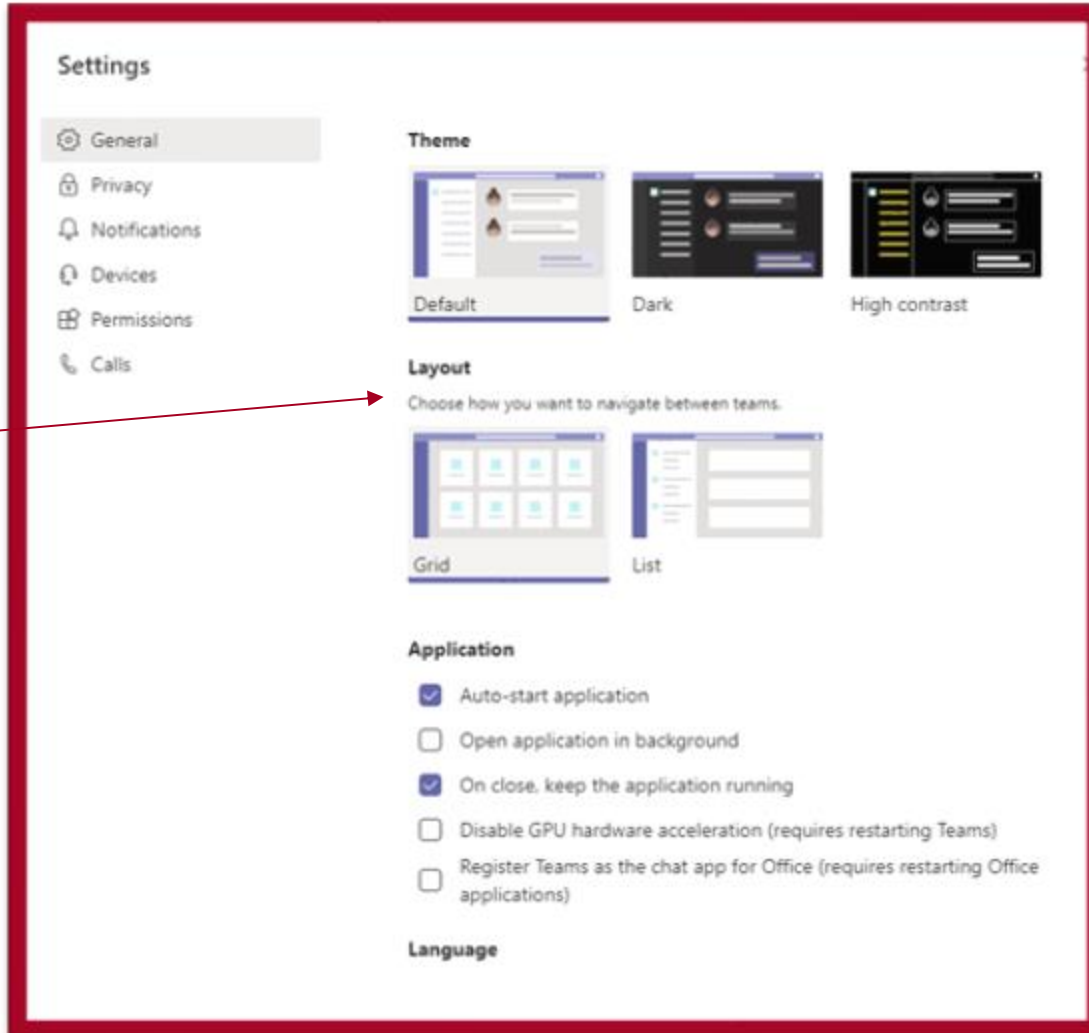 Settings
General
Privacy
Notifications
Devices
Permissions
Calls
Theme
Default
Dark
High contrast
Layout
Choose how you want to navigate between teams.
Grid
List
Application
Auto-start application
Open application in background
On close, keep the application running
Disable GPU hardware acceleration (requires restarting Teams)
Register Teams as the chat app for Office (requires restarting Office
applications)
Language